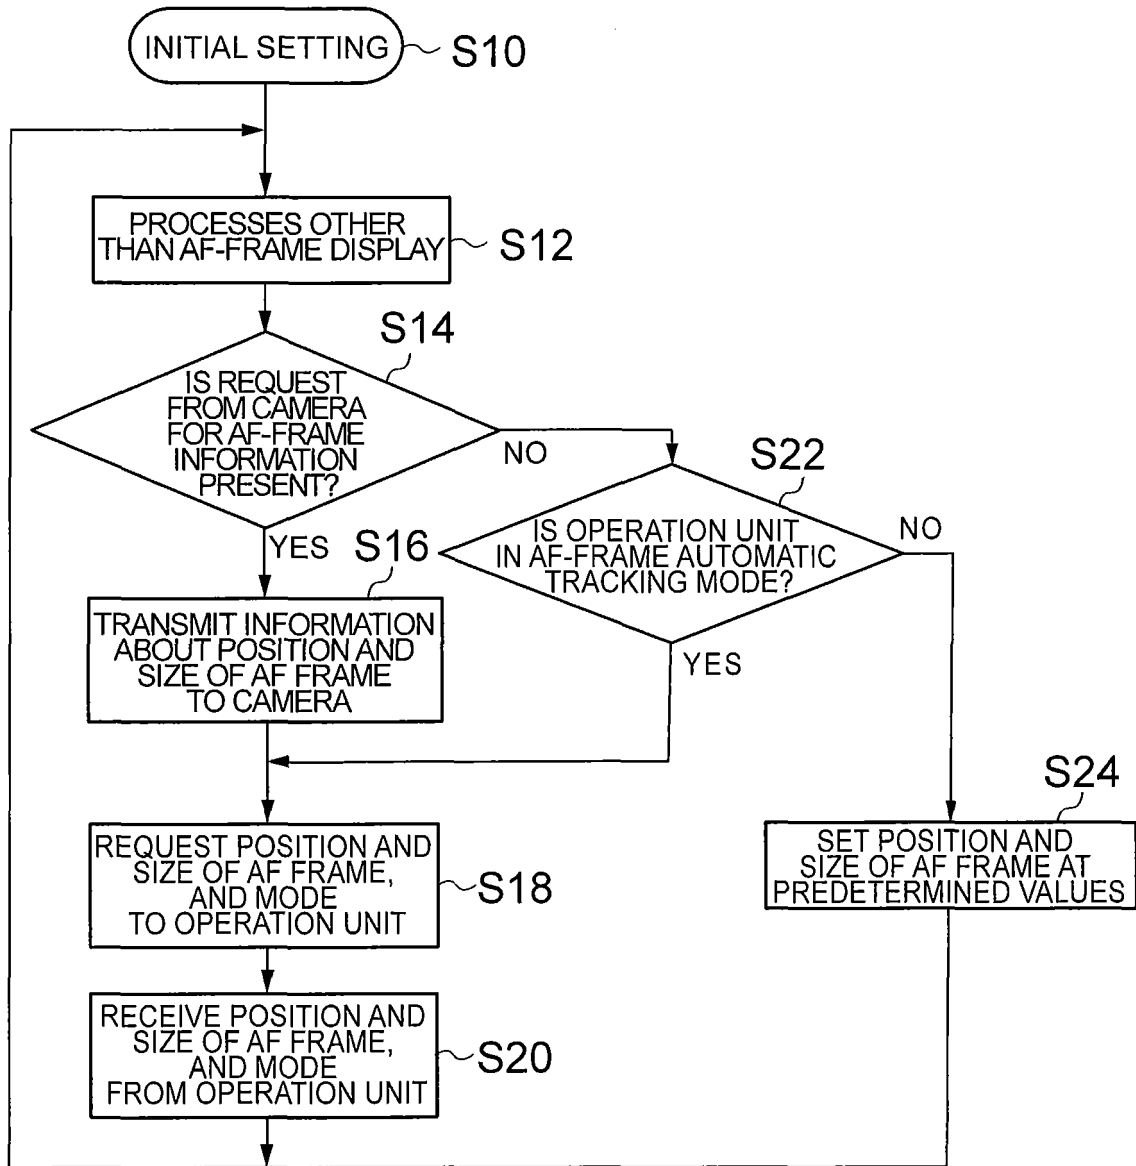 INITIAL SETTING
S10
PROCESSES OTHER
THAN AF-FRAME DISPLAY
S12
S14
IS REQUEST
FROM CAMERA
FOR AF-FRAME
INFORMATION
PRESENT?
NO
YES
S22
IS OPERATION UNIT
IN AF-FRAME AUTOMATIC
TRACKING MODE?
NO
YES
S16
TRANSMIT INFORMATION
ABOUT POSITION AND
SIZE OF AF FRAME
TO CAMERA
S24
SET POSITION AND
SIZE OF AF FRAME AT
PREDETERMINED VALUES
REQUEST POSITION AND
SIZE OF AF FRAME,
AND MODE
TO OPERATION UNIT
S18
RECEIVE POSITION AND
SIZE OF AF FRAME,
AND MODE
FROM OPERATION UNIT
S20